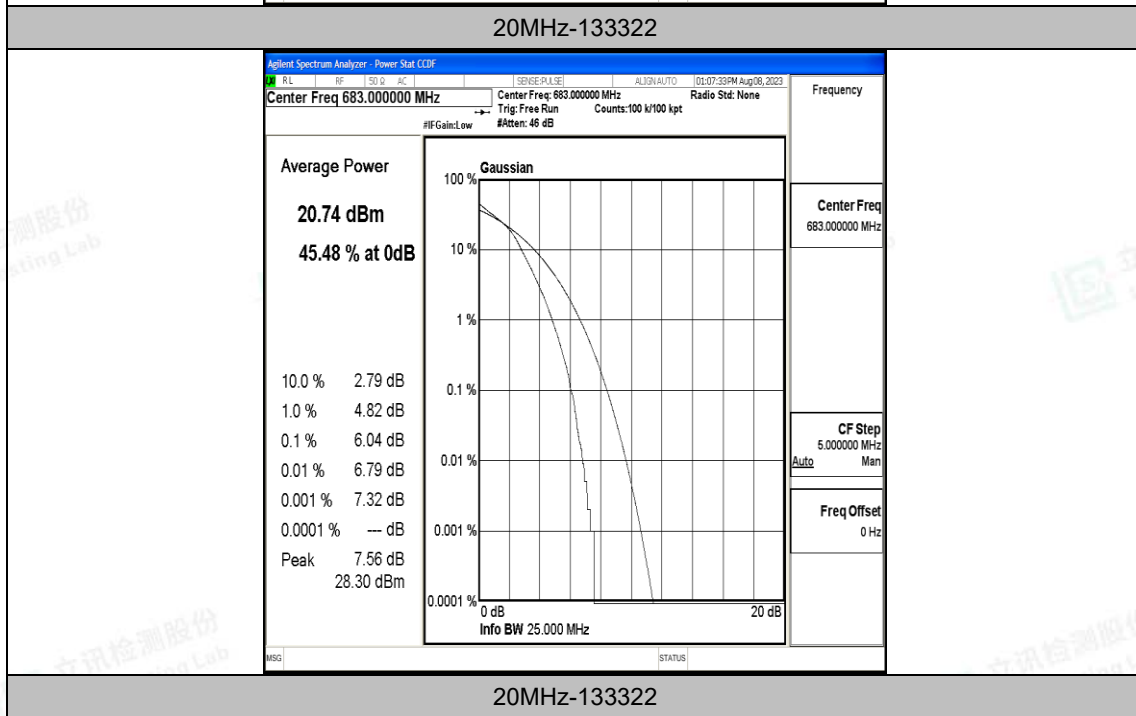 20MHz-133322
Agilent Spectrum Analyzer - Power Stat CCDF
RL RF 50 Ω AC SENSE:PULSE ALIGN AUTO 01:07:33PM Aug 08, 2023
Center Freq 683.000000 MHz
Center Freq: 683.000000 MHz Radio Std: None
Trig: Free Run Counts:100 k/100 kpt
#IFGain:Low #Atten: 46 dB
Frequency
Average Power
20.74 dBm
45.48 % at 0dB
10.0 % 2.79 dB
1.0 % 4.82 dB
0.1 % 6.04 dB
0.01 % 6.79 dB
0.001 % 7.32 dB
0.0001 % --- dB
Peak 7.56 dB
28.30 dBm
Gaussian
100 %
10 %
1 %
0.1 %
0.01 %
0.001 %
0.0001 %
0 dB 20 dB
Info BW 25.000 MHz
Center Freq
683.000000 MHz
CF Step
5.000000 MHz
Auto Man
Freq Offset
0 Hz
MSG STATUS
20MHz-133322